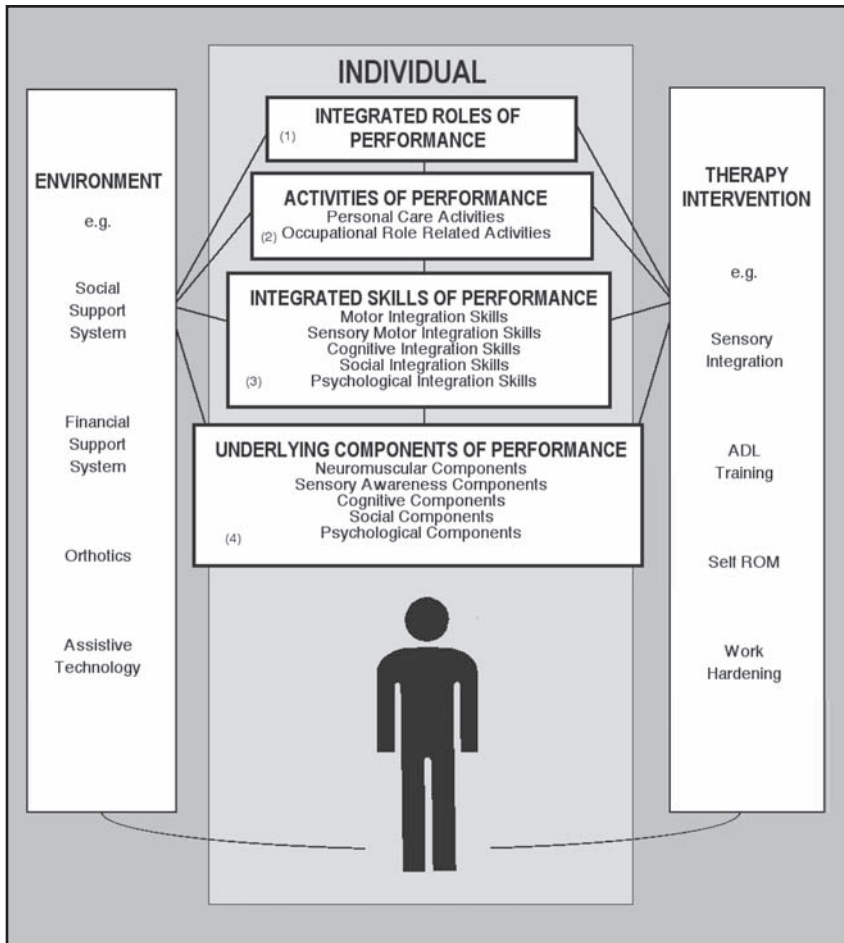 INDIVIDUAL
INTEGRATED ROLES OF
(1) PERFORMANCE
ACTIVITIES OF PERFORMANCE
Personal Care Activities
(2) Occupational Role Related Activities
INTEGRATED SKILLS OF PERFORMANCE
Motor Integration Skills
Sensory Motor Integration Skills
Cognitive Integration Skills
Social Integration Skills
(3) Psychological Integration Skills
UNDERLYING COMPONENTS OF PERFORMANCE
Neuromuscular Components
Sensory Awareness Components
Cognitive Components
Social Components
Psychological Components
(4)
ENVIRONMENT
e.g.
Social
Support
System
Financial
Support
System
Orthotics
Assistive
Technology
THERAPY
INTERVENTION
e.g.
Sensory
Integration
ADL
Training
Self ROM
Work
Hardening